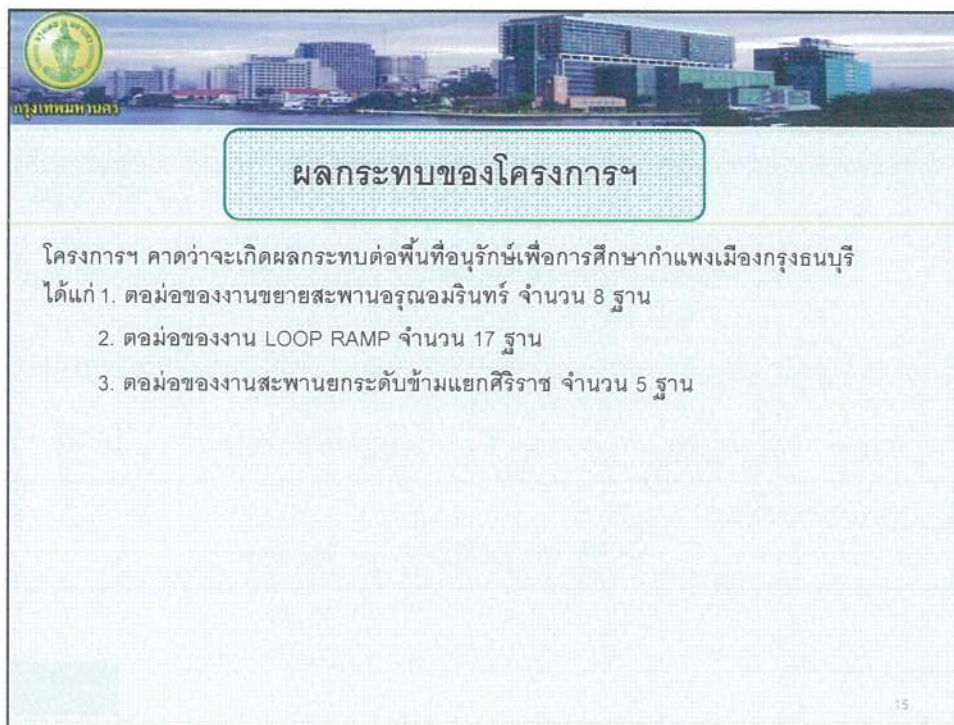 กรุงเทพมหานคร
ผลกระทบของโครงการฯ
โครงการฯ คาดว่าจะเกิดผลกระทบต่อพื้นที่อนุรักษ์เพื่อการศึกษากำแพงเมืองกรุงธนบุรี
ได้แก่ 1. ตอม่อของงานขยายสะพานอรุณอมรินทร์ จำนวน 8 ฐาน
2. ตอม่อของงาน LOOP RAMP จำนวน 17 ฐาน
3. ตอม่อของงานสะพานยกระดับข้ามแยกศิริราช จำนวน 5 ฐาน
15